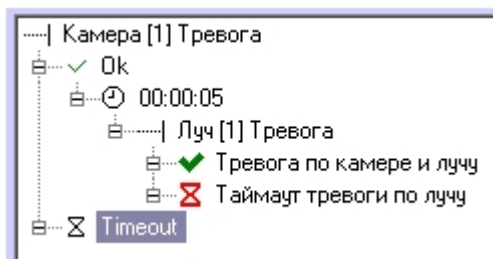 Камера [1] Тревога
Ok
00:00:05
Луч [1] Тревога
Тревога по камере и лучу
Таймаут тревоги по лучу
Timeout